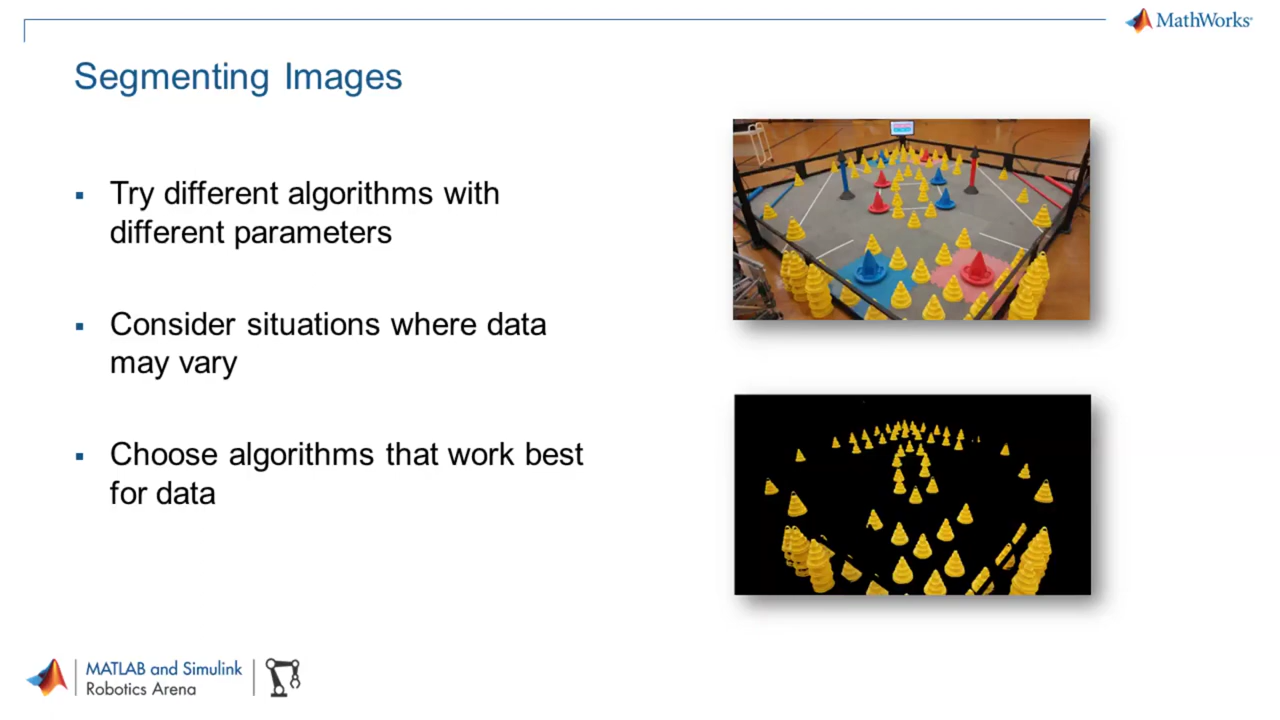 MathWorks
Segmenting Images
Try different algorithms with
different parameters
Consider situations where data
may vary
Choose algorithms that work best
for data
MATLAB and Simulink
Robotics Arena